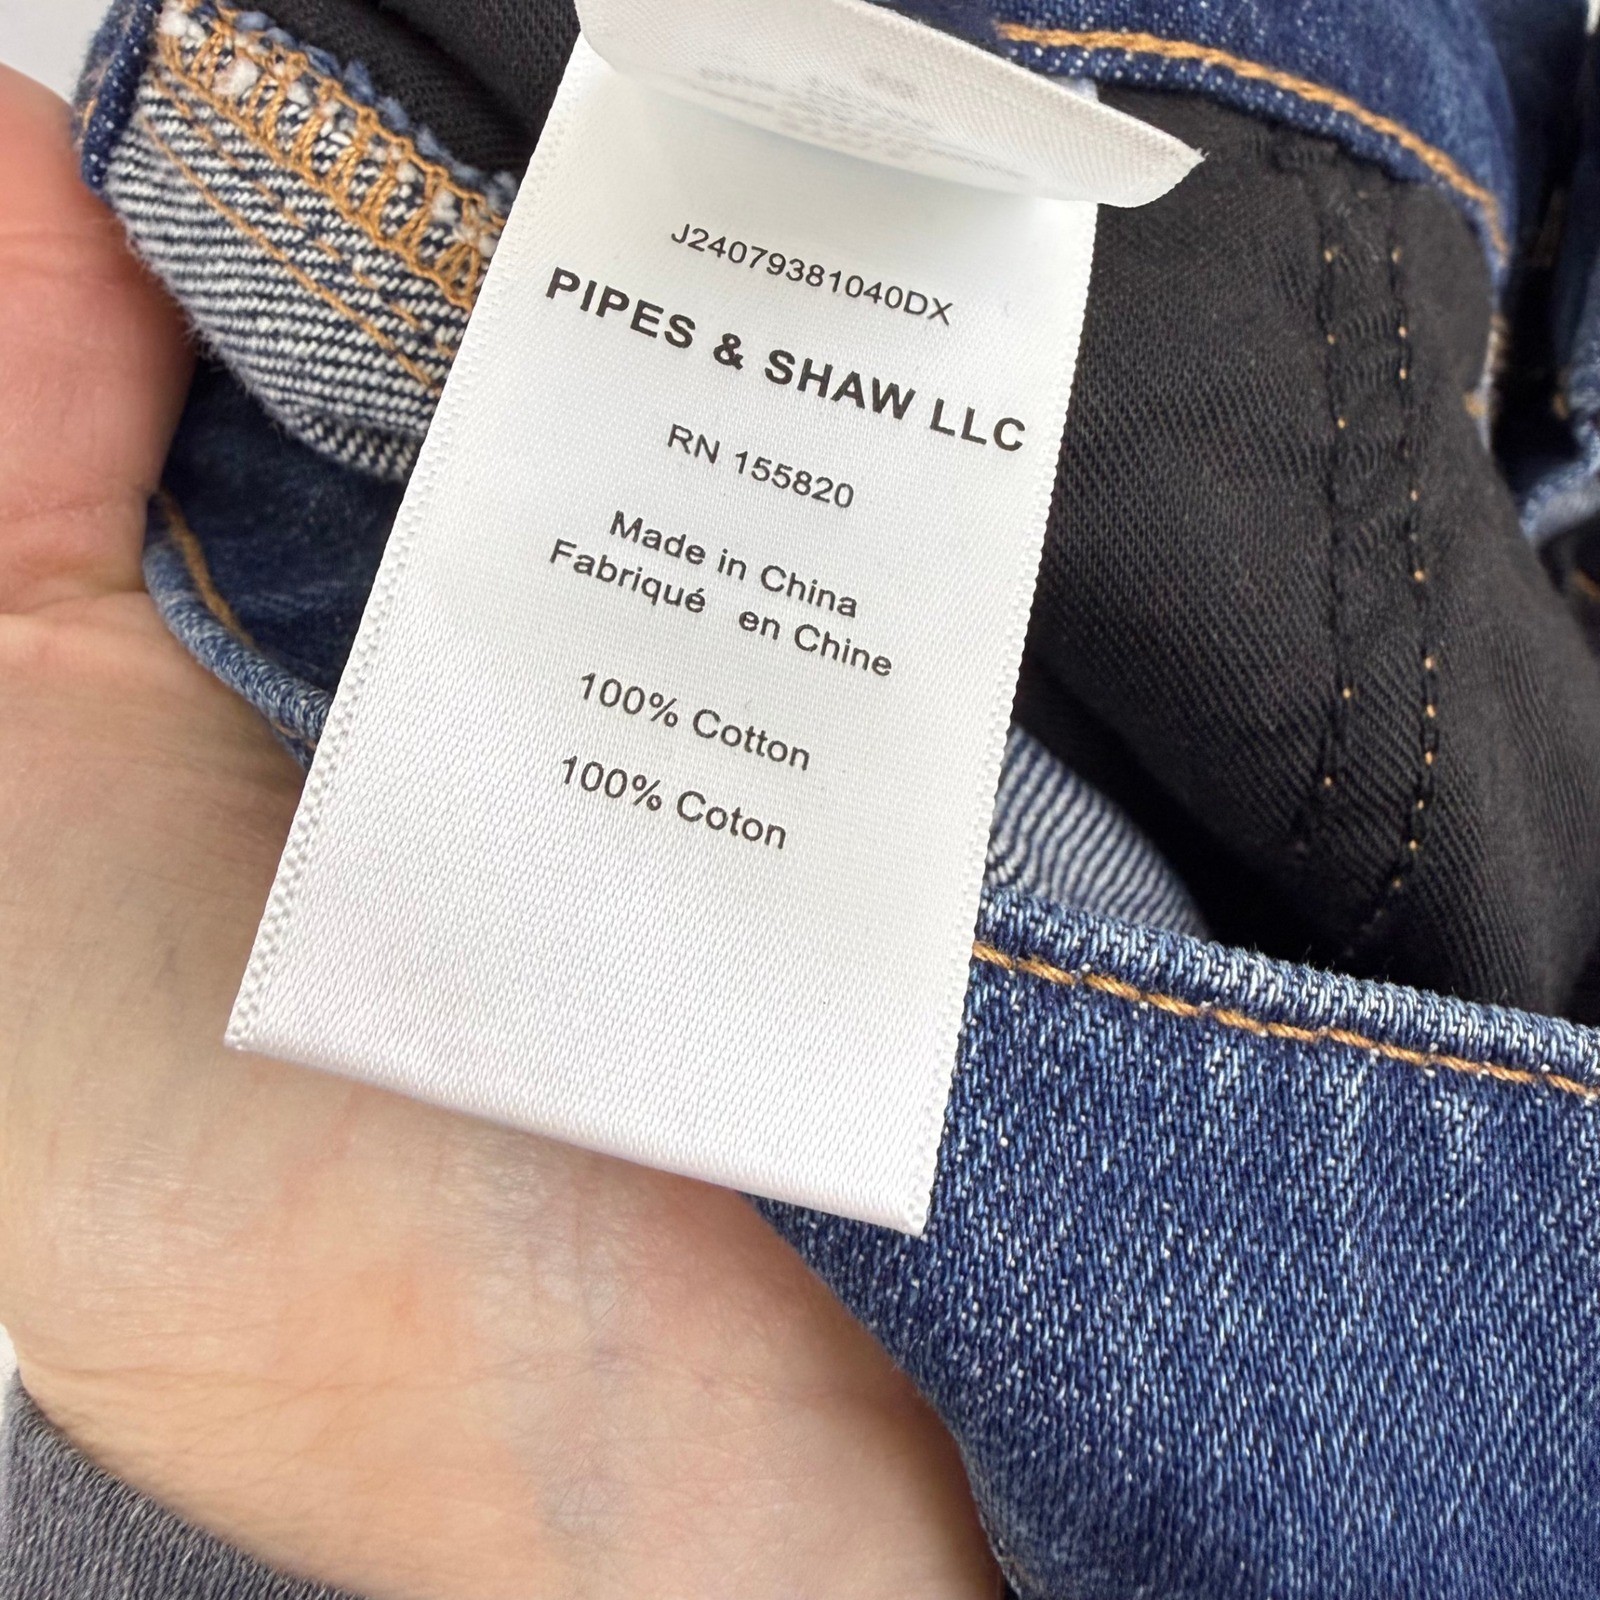 J24079381040DX
PIPES & SHAW LLC
RN 155820
Made in China
Fabriqué en Chine
100% Cotton
100% Coton